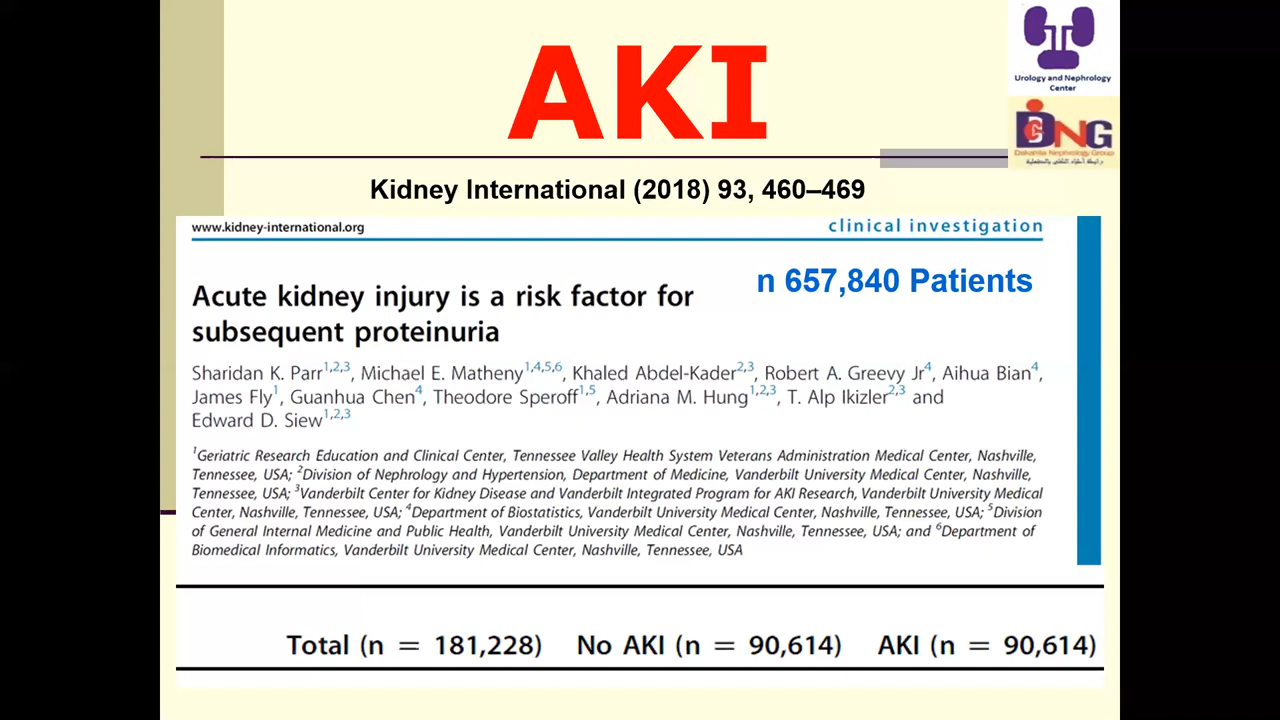 AKI
Urology and Nephrology
Center
DCNG
Dakahlia Nephrology Group
Kidney International (2018) 93, 460–469
www.kidney-international.org
clinical investigation
n 657,840 Patients
Acute kidney injury is a risk factor for
subsequent proteinuria
Sharidan K. Parr1,2,3, Michael E. Matheny1,4,5,6, Khaled Abdel-Kader2,3, Robert A. Greevy Jr4, Aihua Bian4,
James Fly1, Guanhua Chen4, Theodore Speroff1,5, Adriana M. Hung1,2,3, T. Alp Ikizler2,3 and
Edward D. Siew1,2,3
1Geriatric Research Education and Clinical Center, Tennessee Valley Health System Veterans Administration Medical Center, Nashville,
Tennessee, USA; 2Division of Nephrology and Hypertension, Department of Medicine, Vanderbilt University Medical Center, Nashville,
Tennessee, USA; 3Vanderbilt Center for Kidney Disease and Vanderbilt Integrated Program for AKI Research, Vanderbilt University Medical
Center, Nashville, Tennessee, USA; 4Department of Biostatistics, Vanderbilt University Medical Center, Nashville, Tennessee, USA; 5Division
of General Internal Medicine and Public Health, Vanderbilt University Medical Center, Nashville, Tennessee, USA; and 6Department of
Biomedical Informatics, Vanderbilt University Medical Center, Nashville, Tennessee, USA
Total (n = 181,228) No AKI (n = 90,614) AKI (n = 90,614)